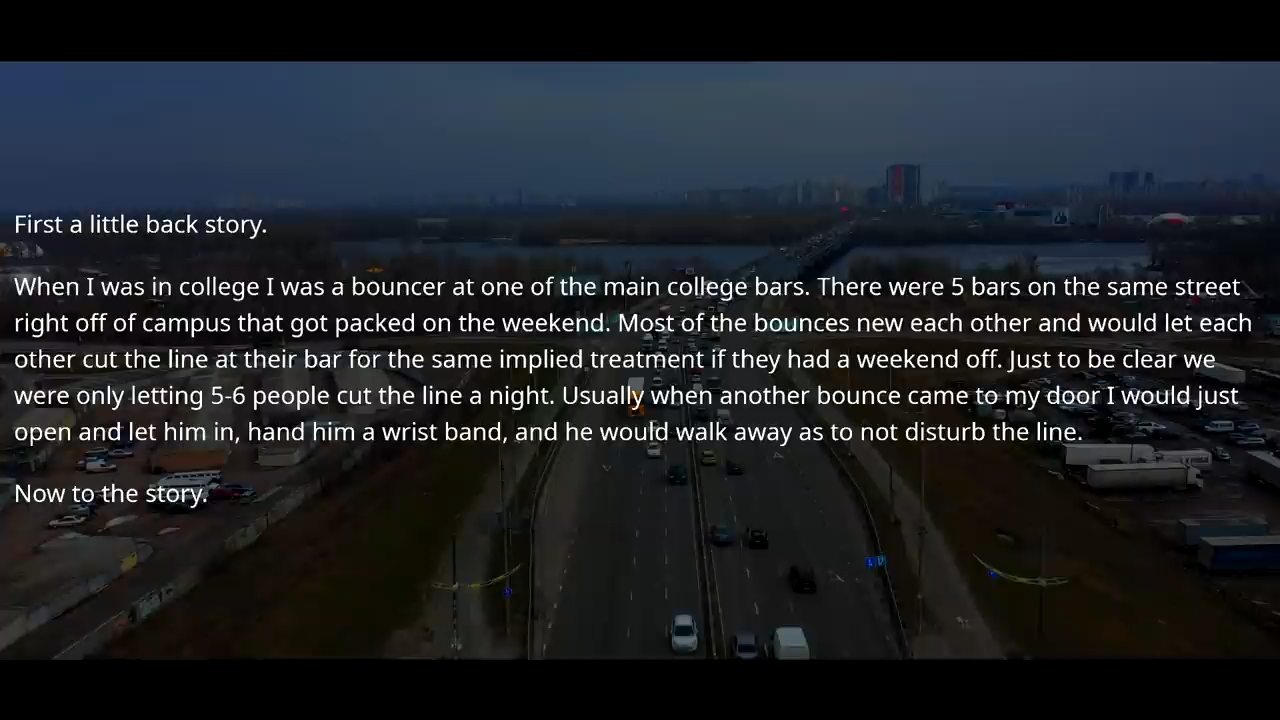 First a little back story.
When I was in college I was a bouncer at one of the main college bars. There were 5 bars on the same street
right off of campus that got packed on the weekend. Most of the bounces new each other and would let each
other cut the line at their bar for the same implied treatment if they had a weekend off. Just to be clear we
were only letting 5-6 people cut the line a night. Usually when another bounce came to my door I would just
open and let him in, hand him a wrist band, and he would walk away as to not disturb the line.
Now to the story.